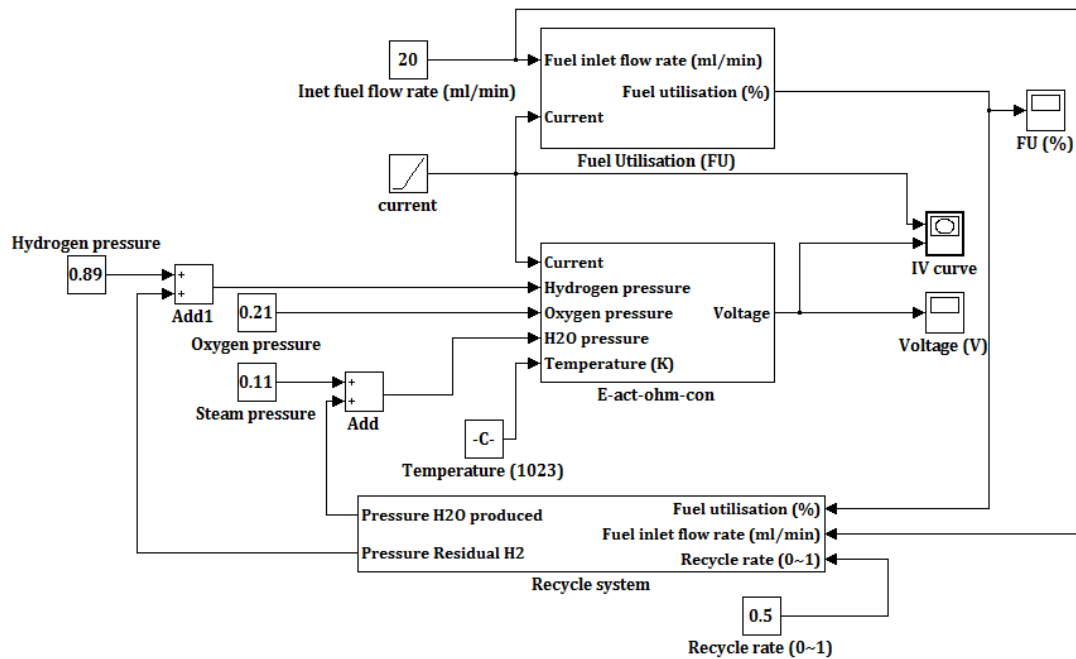 20
Inet fuel flow rate (ml/min)
Fuel inlet flow rate (ml/min)
Fuel utilisation (%)
Current
Fuel Utilisation (FU)
FU (%)
current
Hydrogen pressure
0.89
+
+
Add1
0.21
Oxygen pressure
0.11
Steam pressure
+
+
Add
Current
Hydrogen pressure
Oxygen pressure
H2O pressure
Temperature (K)
Voltage
E-act-ohm-con
IV curve
Voltage (V)
-C-
Temperature (1023)
Pressure H2O produced
Pressure Residual H2
Fuel utilisation (%)
Fuel inlet flow rate (ml/min)
Recycle rate (0~1)
Recycle system
0.5
Recycle rate (0~1)